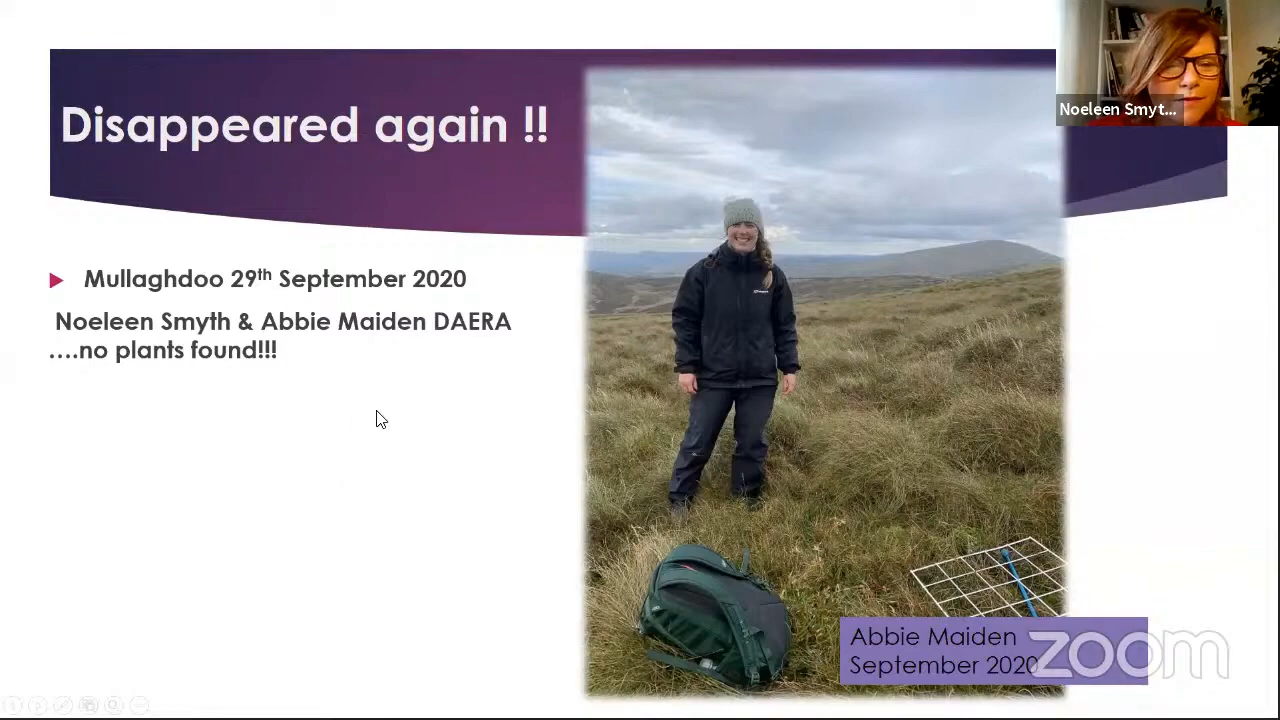 Disappeared again !!
Noeleen Smyt...
Mullaghdoo 29th September 2020
Noeleen Smyth & Abbie Maiden DAERA
....no plants found!!!
Abbie Maiden
September 2020
zoom